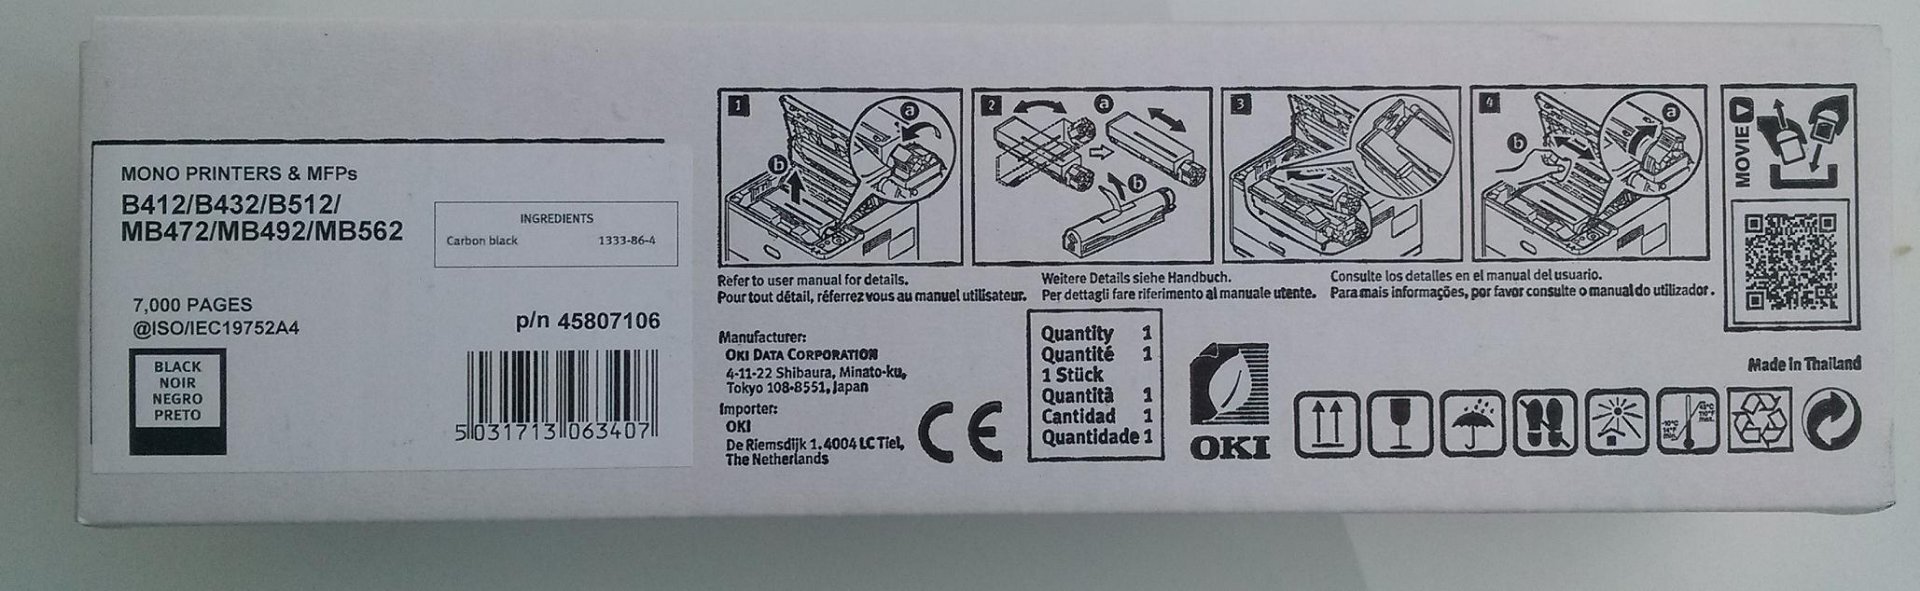 MONO PRINTERS & MFPs
B412/B432/B512/
MB472/MB492/MB562
INGREDIENTS
Carbon black 1333-86-4
7,000 PAGES
@ISO/IEC19752A4
p/n 45807106
BLACK
NOIR
NEGRO
PRETO
5 031713 063407
1
a
b
2
a
b
3
4
a
b
MOVIE
Refer to user manual for details.
Pour tout détail, réferrez vous au manuel utilisateur.
Weitere Details siehe Handbuch.
Per dettagli fare riferimento al manuale utente.
Consulte los detalles en el manual del usuario.
Para mais informações, por favor consulte o manual do utilizador.
Manufacturer:
OKI DATA CORPORATION
4-11-22 Shibaura, Minato-ku,
Tokyo 108-8551, Japan
Importer:
OKI
De Riemsdijk 1, 4004 LC Tiel,
The Netherlands
CE
Quantity 1
Quantité 1
1 Stück
Quantità 1
Cantidad 1
Quantidade 1
OKI
Made in Thailand